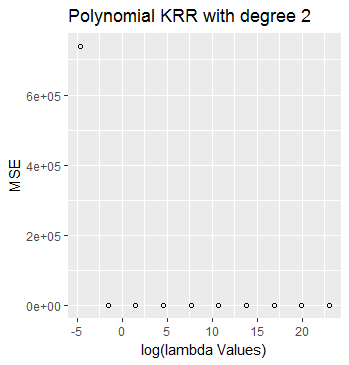 Polynomial KRR with degree 2
MSE
6e+05
4e+05
2e+05
0e+00
-5 0 5 10 15 20
log(lambda Values)